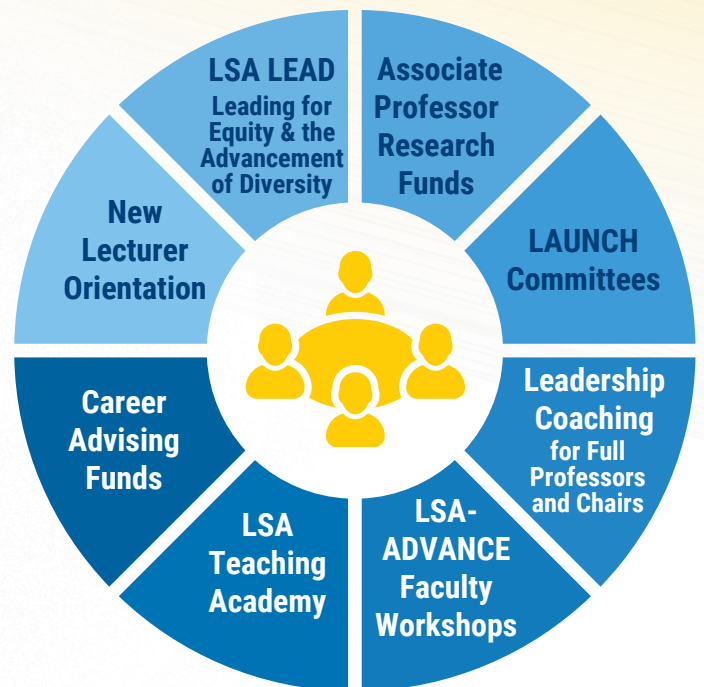 LSA LEAD
Leading for
Equity & the
Advancement
of Diversity
Associate
Professor
Research
Funds
LAUNCH
Committees
Leadership
Coaching
for Full
Professors
and Chairs
LSA-
ADVANCE
Faculty
Workshops
LSA
Teaching
Academy
Career
Advising
Funds
New
Lecturer
Orientation